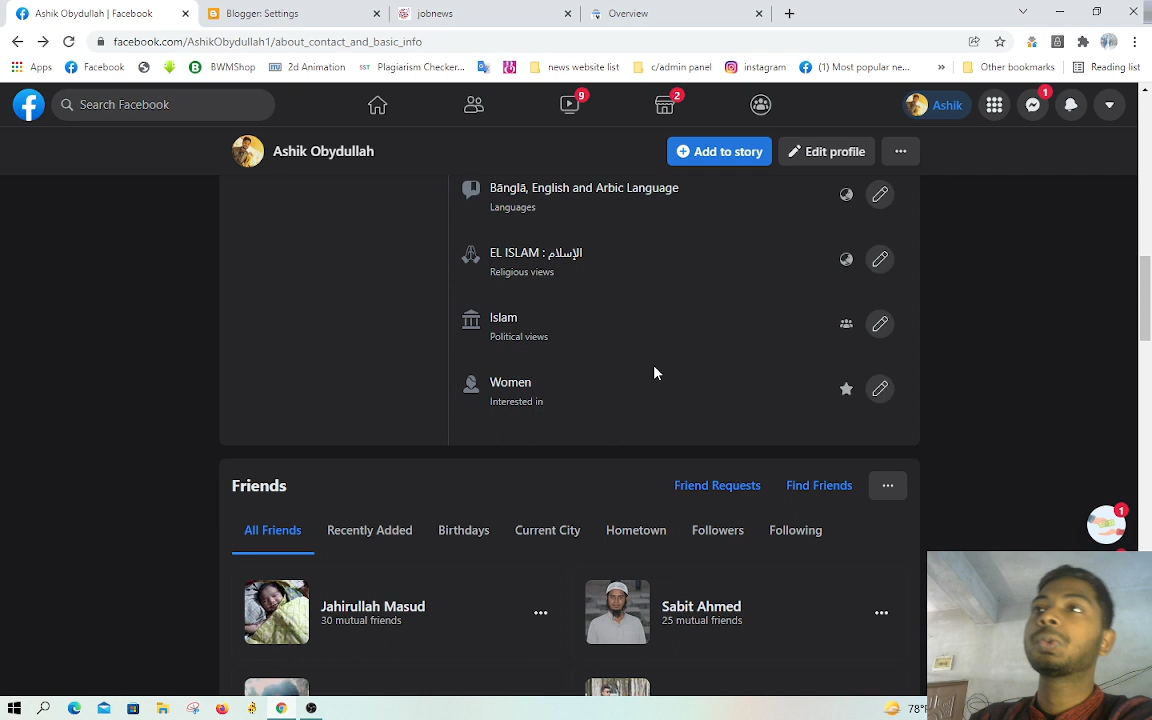 Ashik Obydullah | Facebook
Blogger: Settings
jobnews
Overview
facebook.com/AshikObydullah1/about_contact_and_basic_info
Apps
Facebook
BWMShop
2d Animation
SST
Plagiarism Checker...
news website list
c/admin panel
instagram
(1) Most popular ne...
»
Other bookmarks
Reading list
Search Facebook
9
2
Ashik
1
Ashik Obydullah
Add to story
Edit profile
Bānglā, English and Arbic Language
Languages
EL ISLAM : الإسلام
Religious views
Islam
Political views
Women
Interested in
Friends
Friend Requests
Find Friends
All Friends
Recently Added
Birthdays
Current City
Hometown
Followers
Following
1
Jahirullah Masud
30 mutual friends
Sabit Ahmed
25 mutual friends
78°F